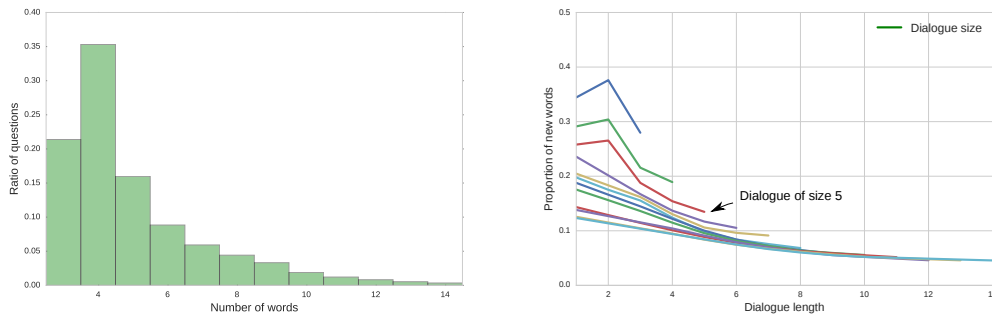 0.40
0.35
0.30
0.25
0.20
0.15
0.10
0.05
0.00
Ratio of questions
4 6 8 10 12 14
Number of words
0.5
0.4
0.3
0.2
0.1
0.0
Proportion of new words
Dialogue size
Dialogue of size 5
2 4 6 8 10 12
Dialogue length